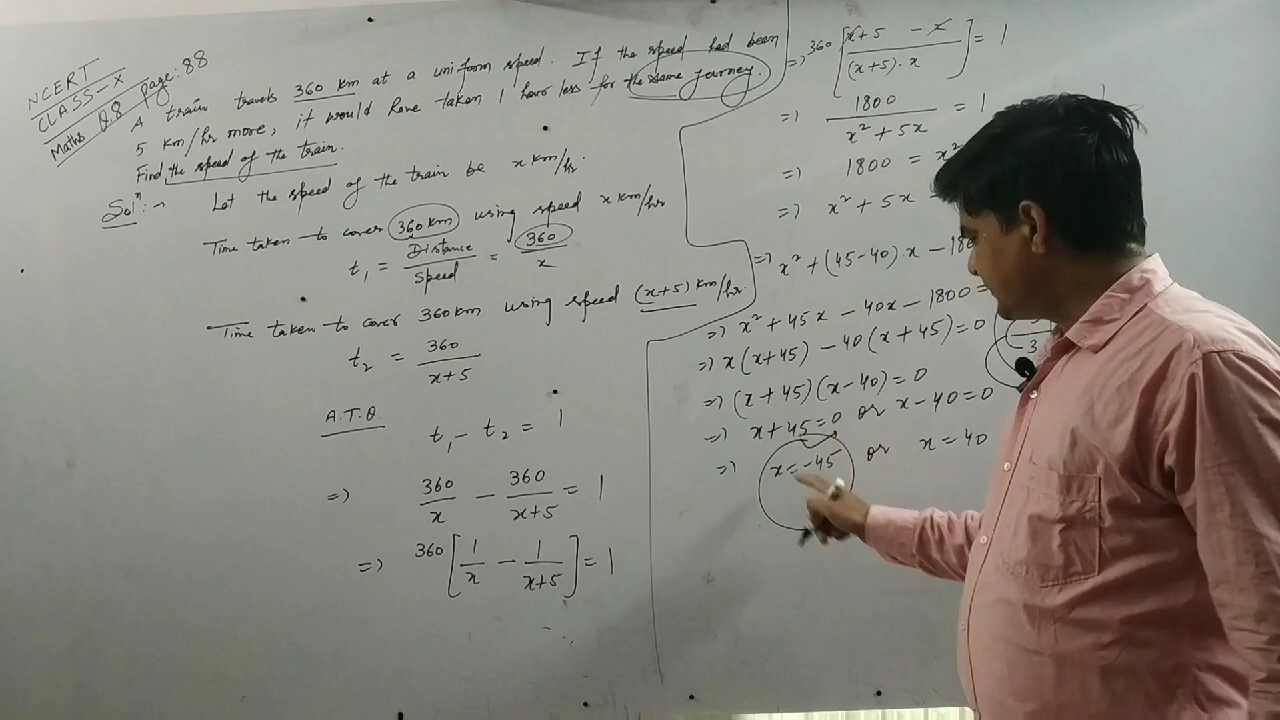 NCERT
CLASS-X
Maths Q8 page: 88
A train travels 360 km at a uniform speed. If the speed had been
5 km/hr more, it would have taken 1 hour less for the same journey.
Find the speed of the train.
Solⁿ:- Let the speed of the train be x km/hr.
Time taken to cover 360km using speed x km/hr
t₁ = Distance/speed = 360/x
Time taken to cover 360km using speed (x+5) km/hr.
t₂ = 360/x+5
A.T.Q. t₁ - t₂ = 1
=> 360/x - 360/x+5 = 1
=> 360[1/x - 1/x+5] = 1
=> 360[x+5 -x/(x+5).x] = 1
=> 1800/x²+5x = 1
=> 1800 = x²
=> x² + 5x -
=> x² + (45-40)x - 180
=> x² + 45x - 40x - 1800 =
=> x(x+45) - 40(x+45)=0
=> (x+45)(x-40)=0
=> x+45=0 or x-40=0
=> x=-45 or x=40